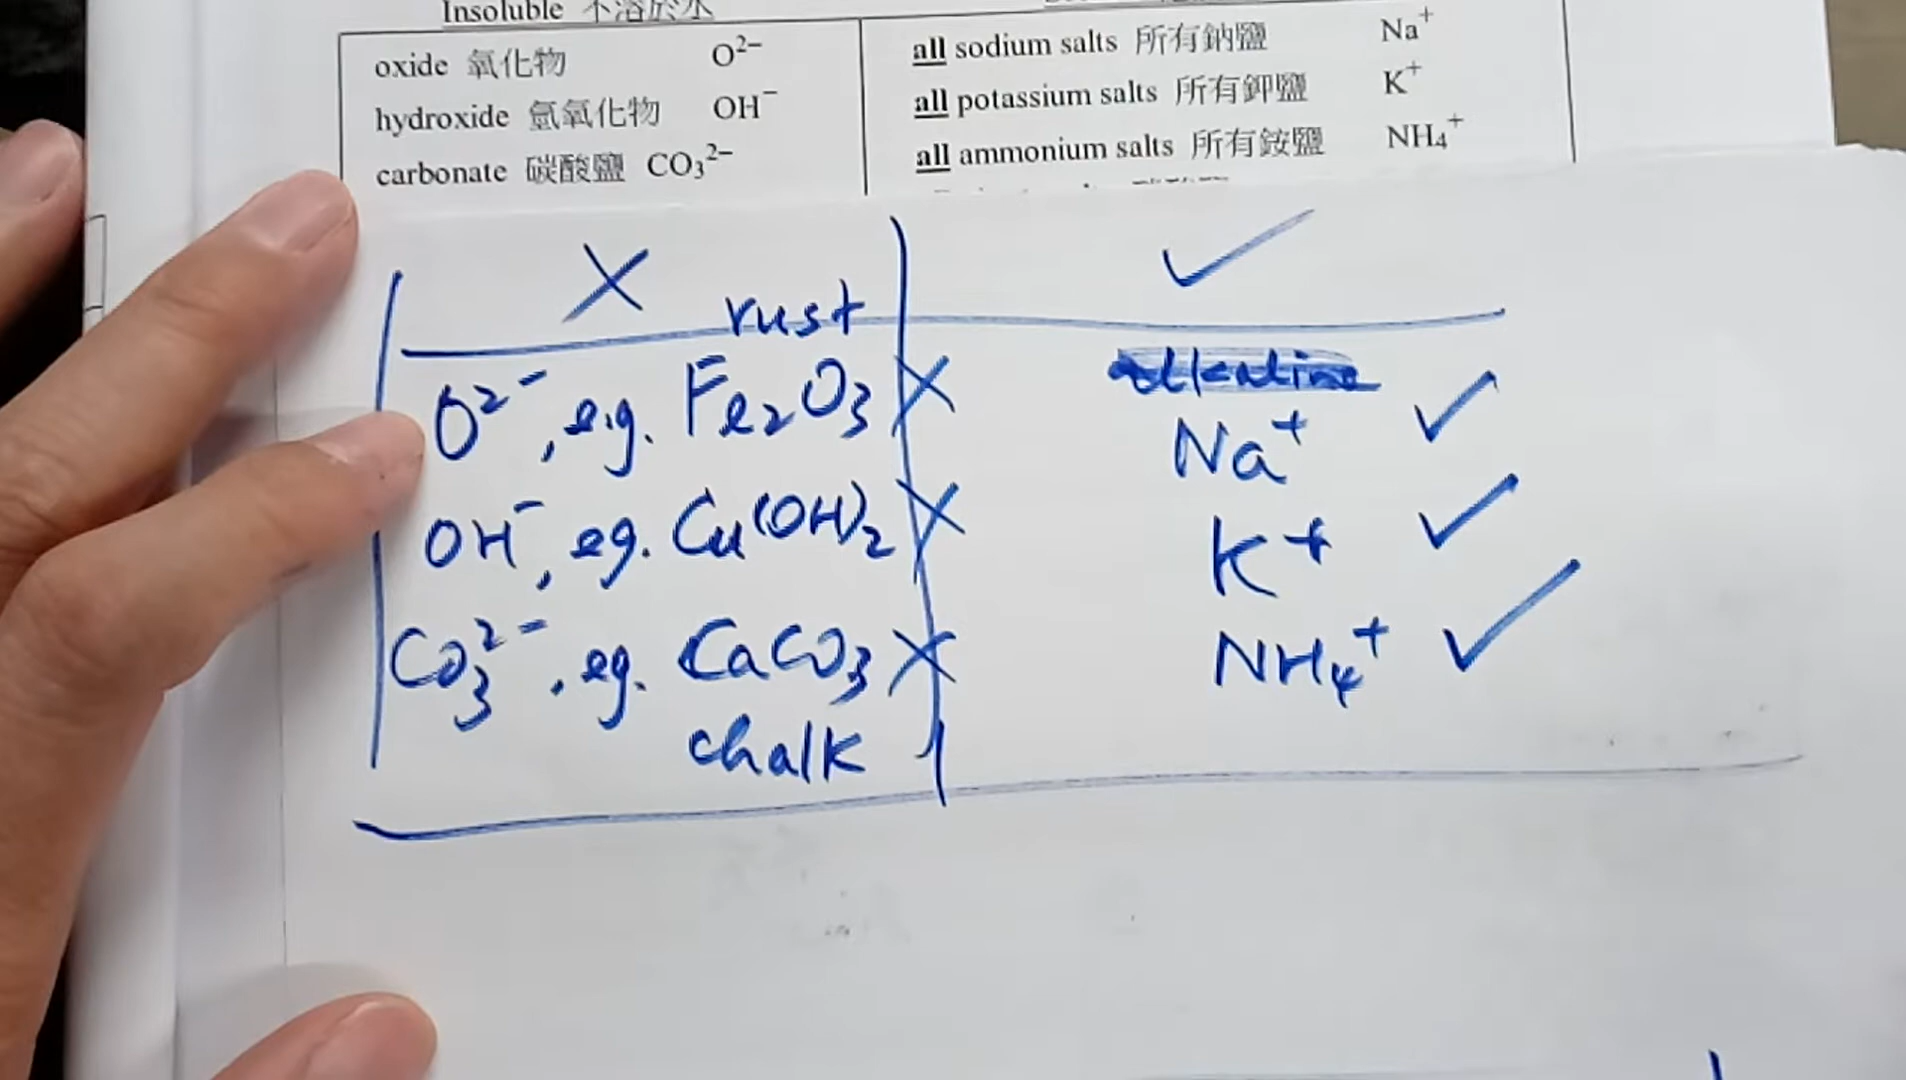 Insoluble 不溶於水
oxide 氧化物 O²⁻
hydroxide 氫氧化物 OH⁻
carbonate 碳酸鹽 CO₃²⁻
all sodium salts 所有鈉鹽 Na⁺
all potassium salts 所有鉀鹽 K⁺
all ammonium salts 所有銨鹽 NH₄⁺
X
rust
O²⁻, e.g. Fe₂O₃ X
OH⁻, eg. Cu(OH)₂ X
CO₃²⁻, eg. CaCO₃ X
chalk
✓
Na⁺ ✓
K⁺ ✓
NH₄⁺ ✓